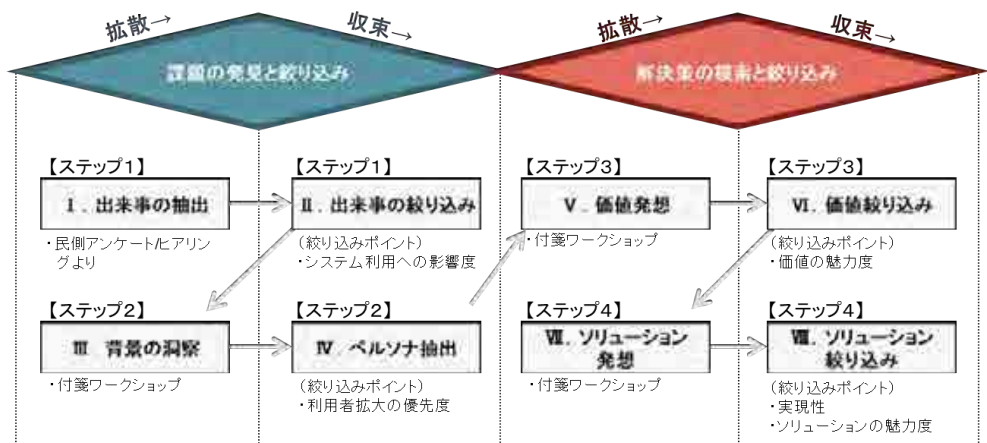 拡散→
収束→
拡散→
収束→
課題の発見と絞り込み
解決策の模索と絞り込み
【ステップ1】
Ⅰ．出来事の抽出
・民側アンケート/ヒアリ
ングより
【ステップ1】
Ⅱ．出来事の絞り込み
（絞り込みポイント）
・システム利用への影響度
【ステップ3】
Ⅴ．価値発想
・付箋ワークショップ
【ステップ3】
Ⅵ．価値絞り込み
（絞り込みポイント）
・価値の魅力度
【ステップ2】
Ⅲ．背景の洞察
・付箋ワークショップ
【ステップ2】
Ⅳ．ペルソナ抽出
（絞り込みポイント）
・利用者拡大の優先度
【ステップ4】
Ⅶ．ソリューション
発想
・付箋ワークショップ
【ステップ4】
Ⅷ．ソリューション
絞り込み
（絞り込みポイント）
・実現性
・ソリューションの魅力度